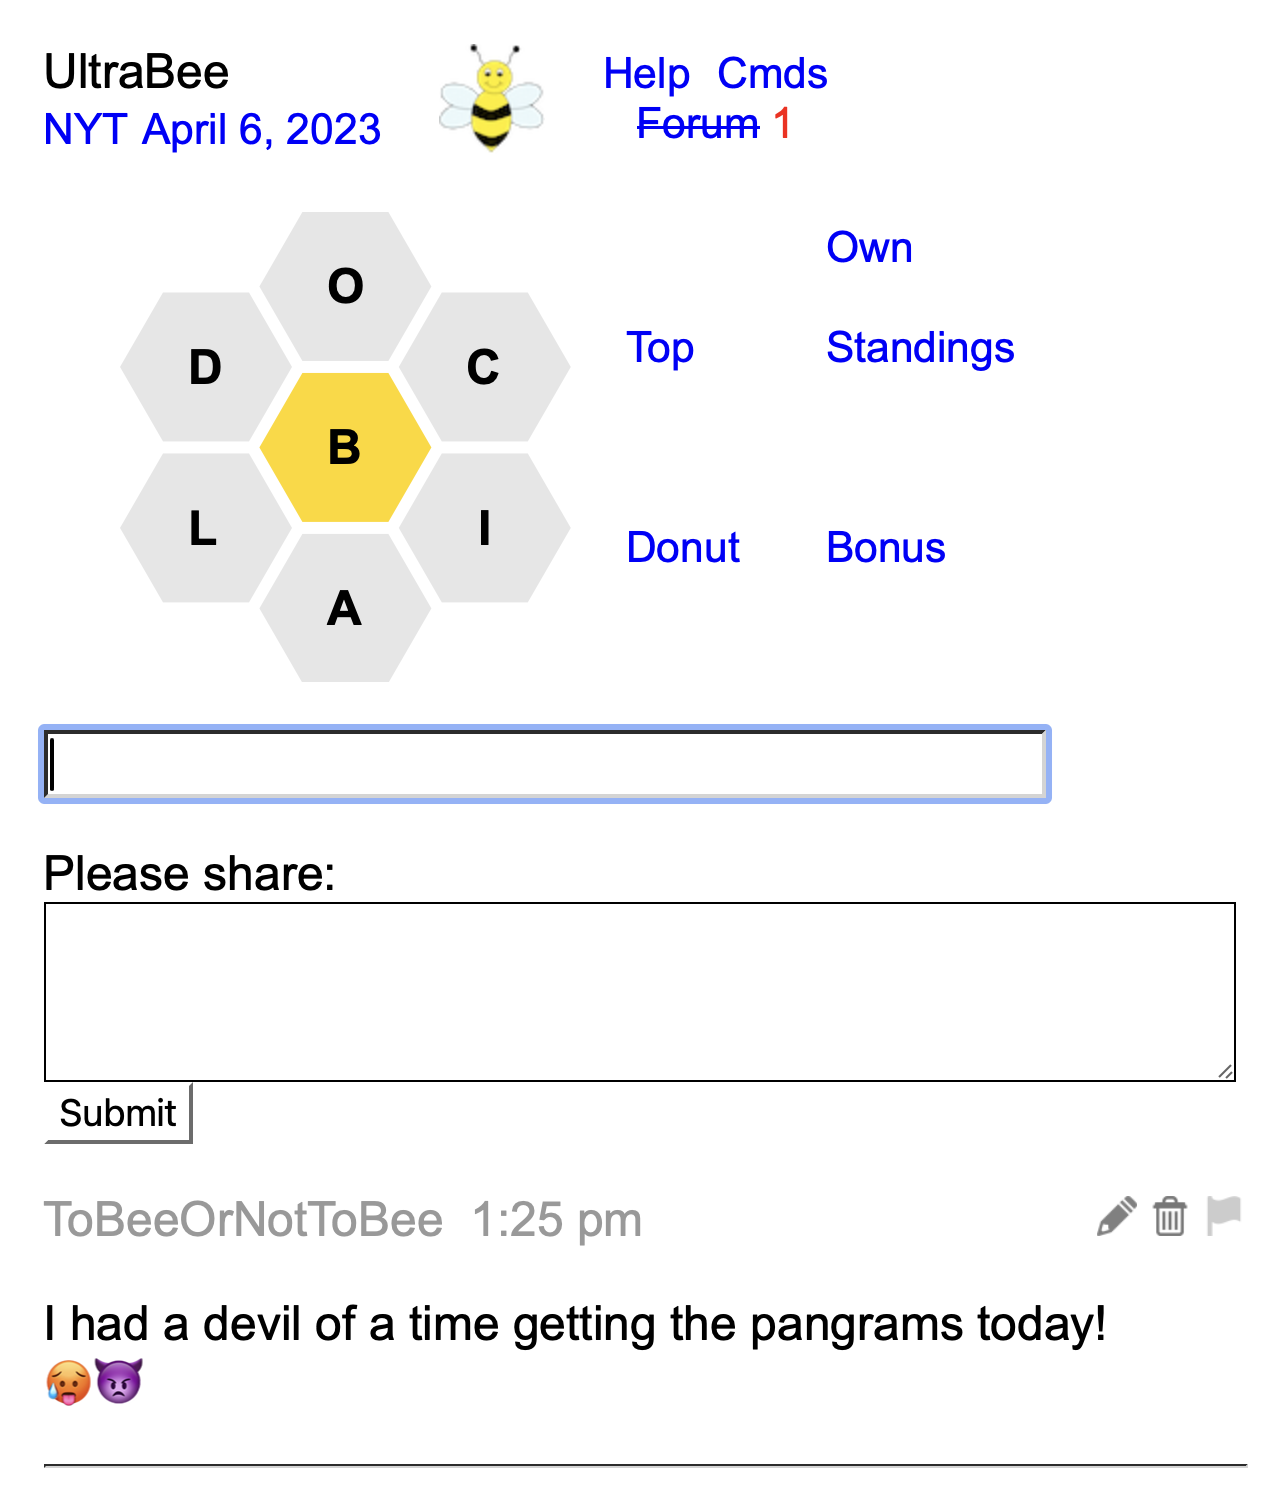 UltraBee
NYT April 6, 2023
Help Cmds
Forum 1
O
D
C
B
L
I
A
Own
Top Standings
Donut Bonus
Please share:
Submit
ToBeeOrNotToBee 1:25 pm
I had a devil of a time getting the pangrams today!
🥵👿